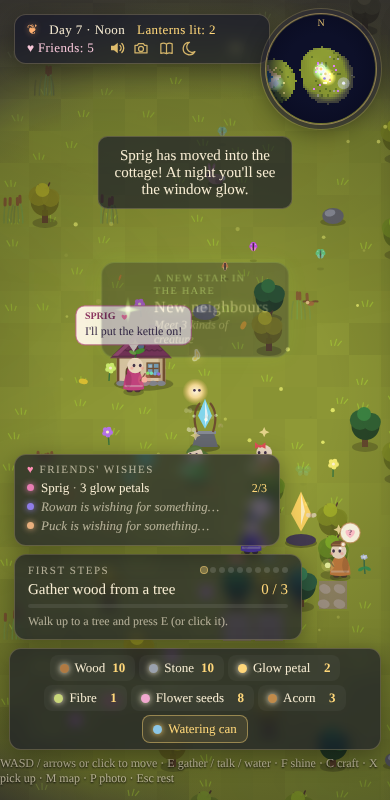 Day 7 · Noon Lanterns lit: 2
♥ Friends: 5
N
Sprig has moved into the
cottage! At night you'll see
the window glow.
A NEW STAR IN
THE HARE
New neighbours
Meet 3 kinds of
creature
SPRIG ♥
I'll put the kettle on!
♥ FRIENDS' WISHES
Sprig · 3 glow petals 2/3
Rowan is wishing for something…
Puck is wishing for something…
FIRST STEPS
Gather wood from a tree 0 / 3
Walk up to a tree and press E (or click it).
Wood 10 Stone 10 Glow petal 2
Fibre 1 Flower seeds 8 Acorn 3
Watering can
WASD / arrows or click to move · E gather / talk / water · F shine · C craft · X
pick up · M map · P photo · Esc rest